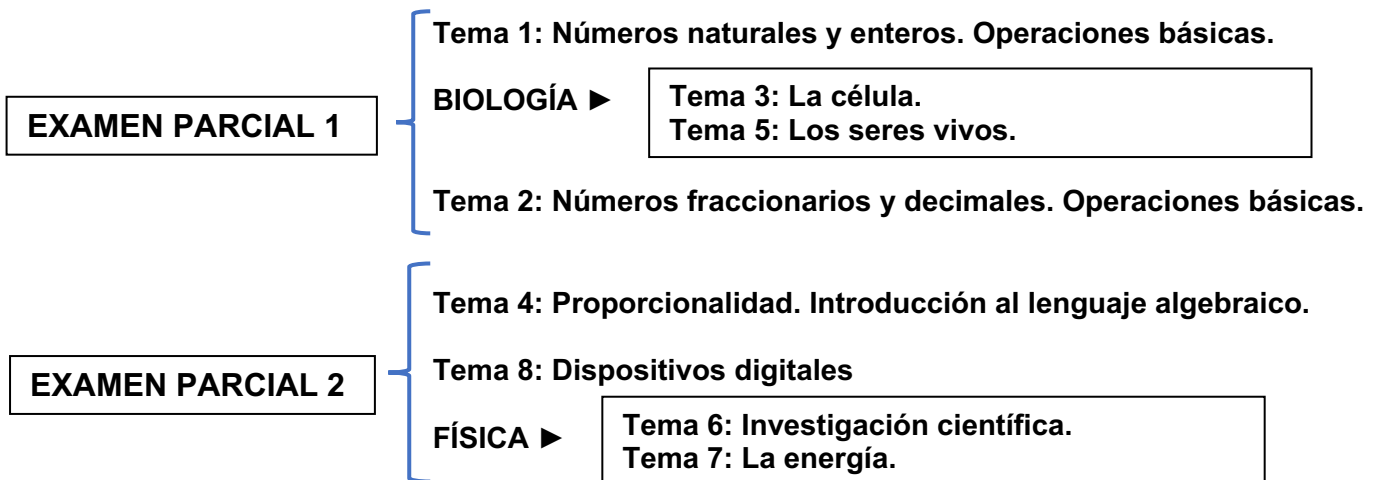 EXAMEN PARCIAL 1
Tema 1: Números naturales y enteros. Operaciones básicas.
BIOLOGÍA ►
Tema 3: La célula.
Tema 5: Los seres vivos.
Tema 2: Números fraccionarios y decimales. Operaciones básicas.
EXAMEN PARCIAL 2
Tema 4: Proporcionalidad. Introducción al lenguaje algebraico.
Tema 8: Dispositivos digitales
FÍSICA ►
Tema 6: Investigación científica.
Tema 7: La energía.